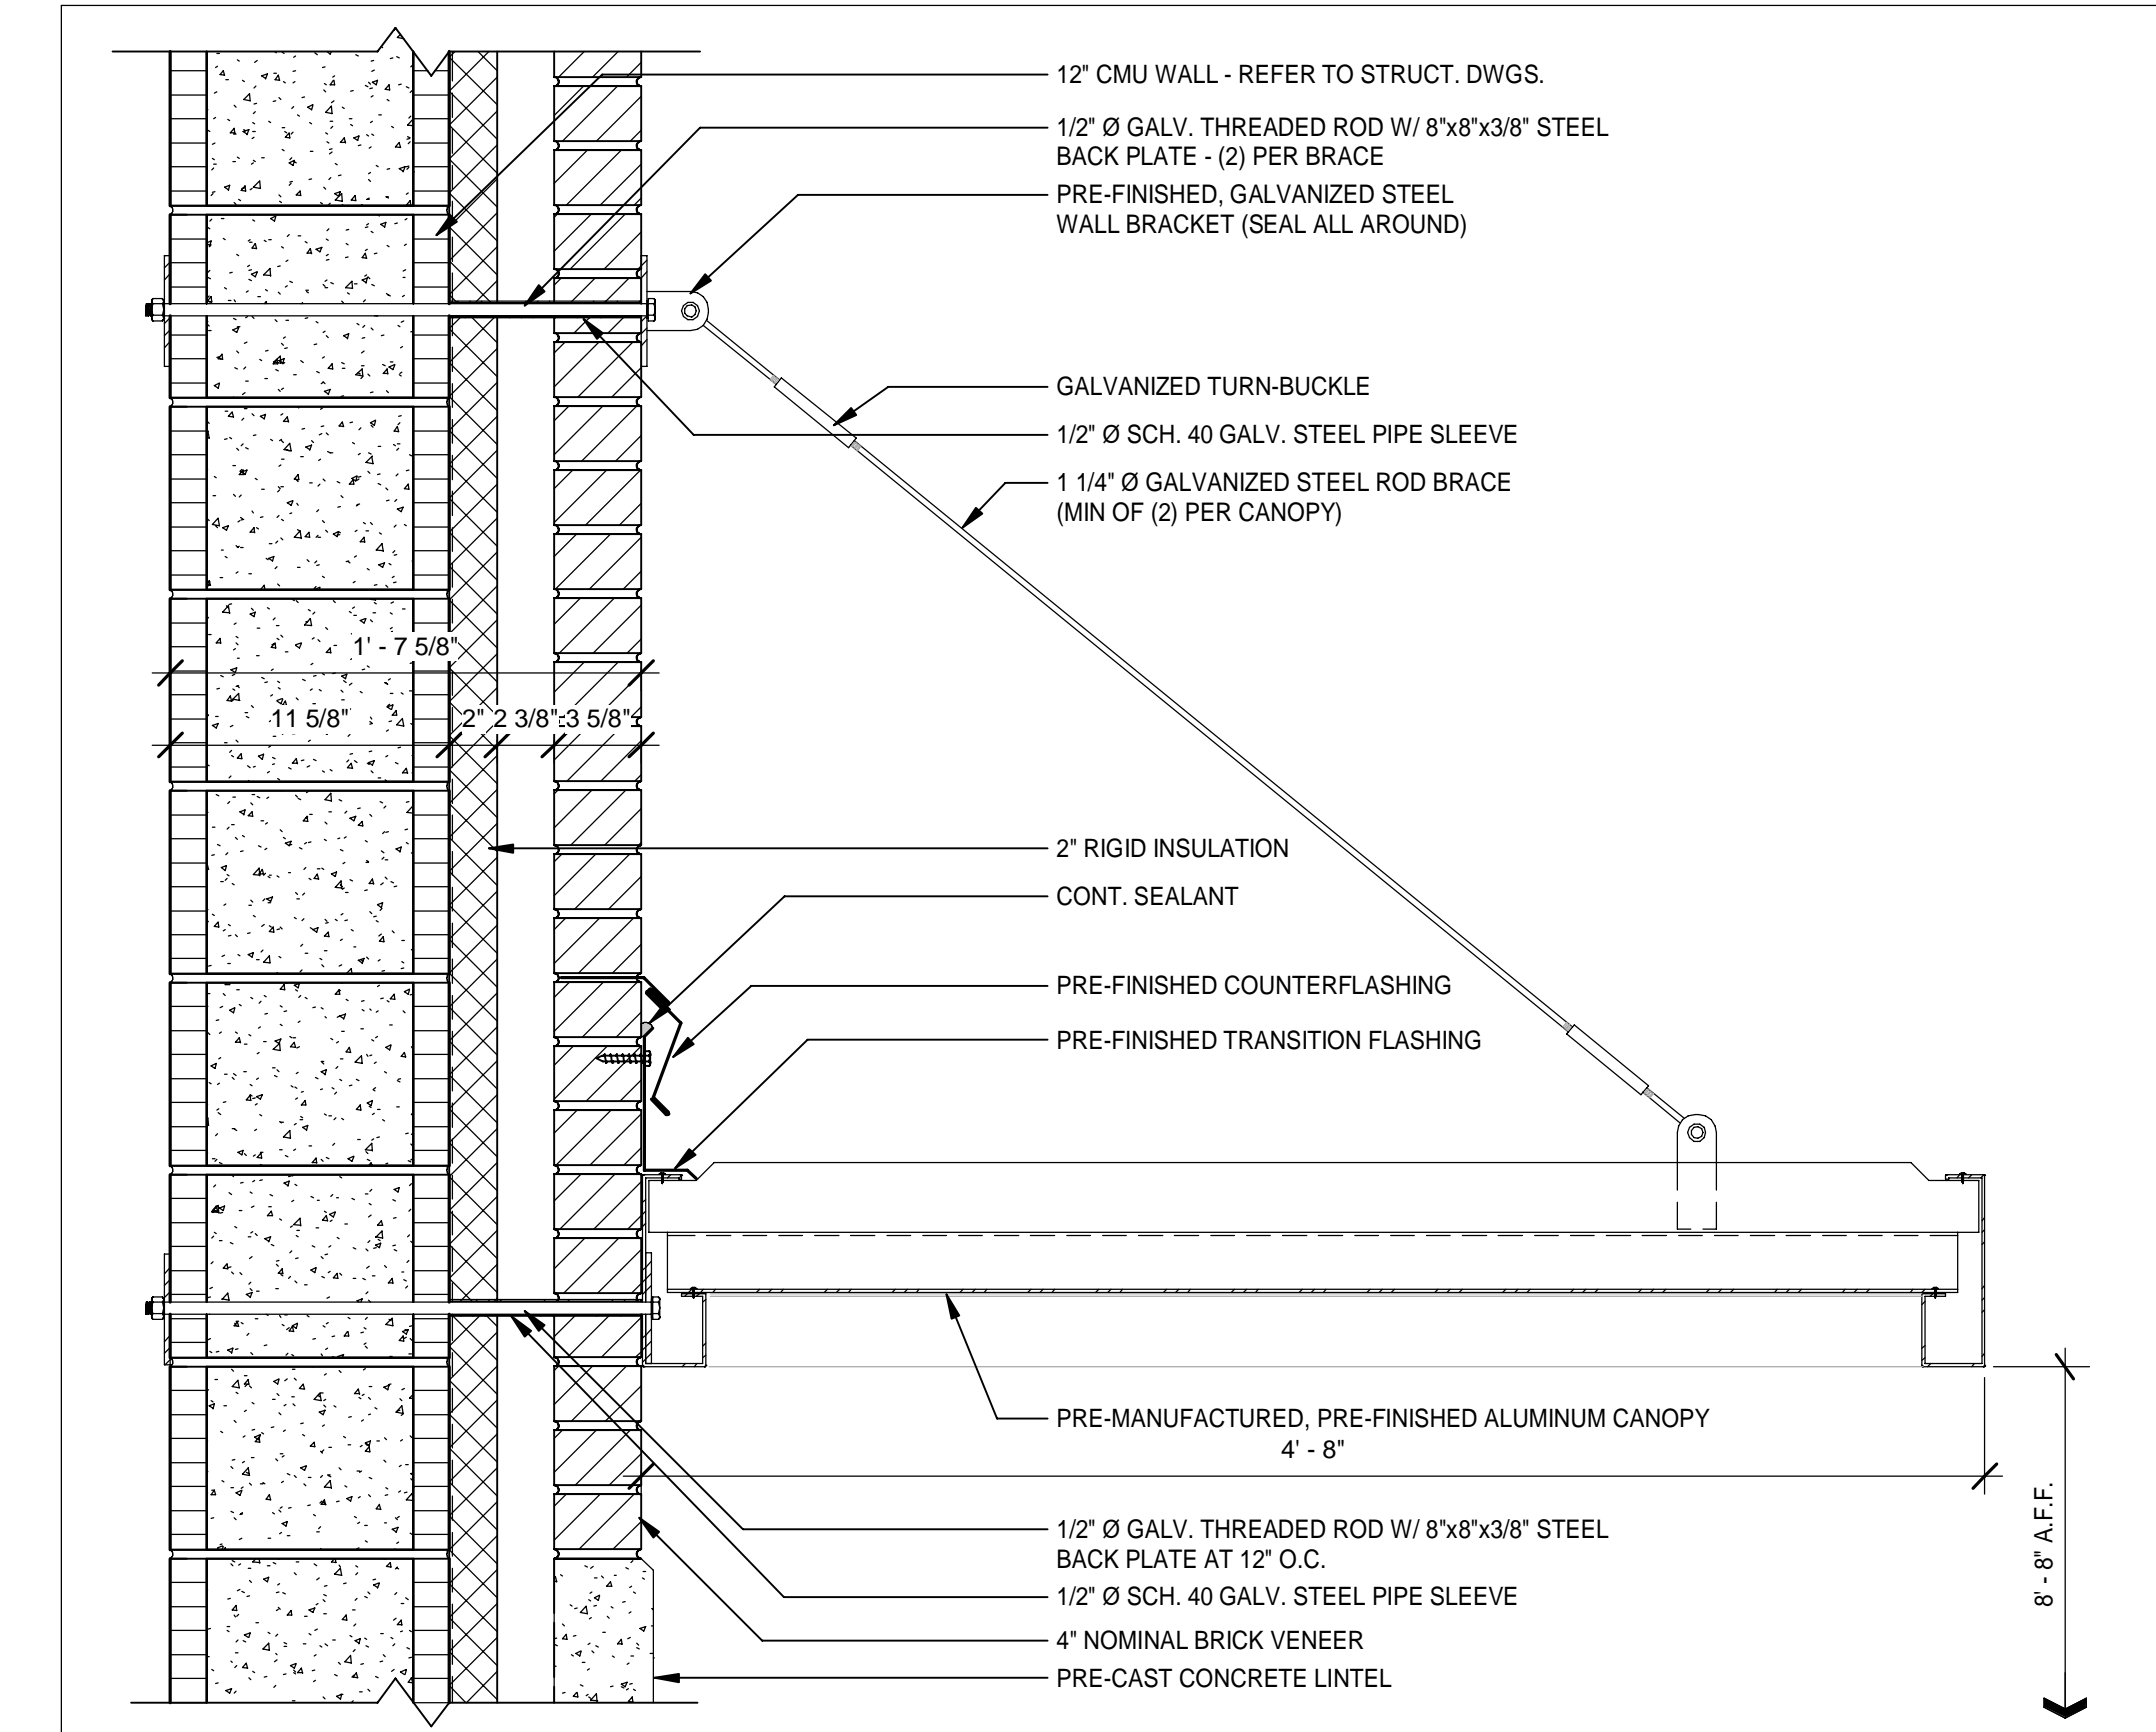 12" CMU WALL - REFER TO STRUCT. DWGS.
1/2" Ø GALV. THREADED ROD W/ 8"x8"x3/8" STEEL
BACK PLATE - (2) PER BRACE
PRE-FINISHED, GALVANIZED STEEL
WALL BRACKET (SEAL ALL AROUND)
GALVANIZED TURN-BUCKLE
1/2" Ø SCH. 40 GALV. STEEL PIPE SLEEVE
1 1/4" Ø GALVANIZED STEEL ROD BRACE
(MIN OF (2) PER CANOPY)
1' - 7 5/8"
11 5/8"
2"
2 3/8"
3 5/8"
2" RIGID INSULATION
CONT. SEALANT
PRE-FINISHED COUNTERFLASHING
PRE-FINISHED TRANSITION FLASHING
PRE-MANUFACTURED, PRE-FINISHED ALUMINUM CANOPY
4' - 8"
8' - 8" A.F.F.
1/2" Ø GALV. THREADED ROD W/ 8"x8"x3/8" STEEL
BACK PLATE AT 12" O.C.
1/2" Ø SCH. 40 GALV. STEEL PIPE SLEEVE
4" NOMINAL BRICK VENEER
PRE-CAST CONCRETE LINTEL